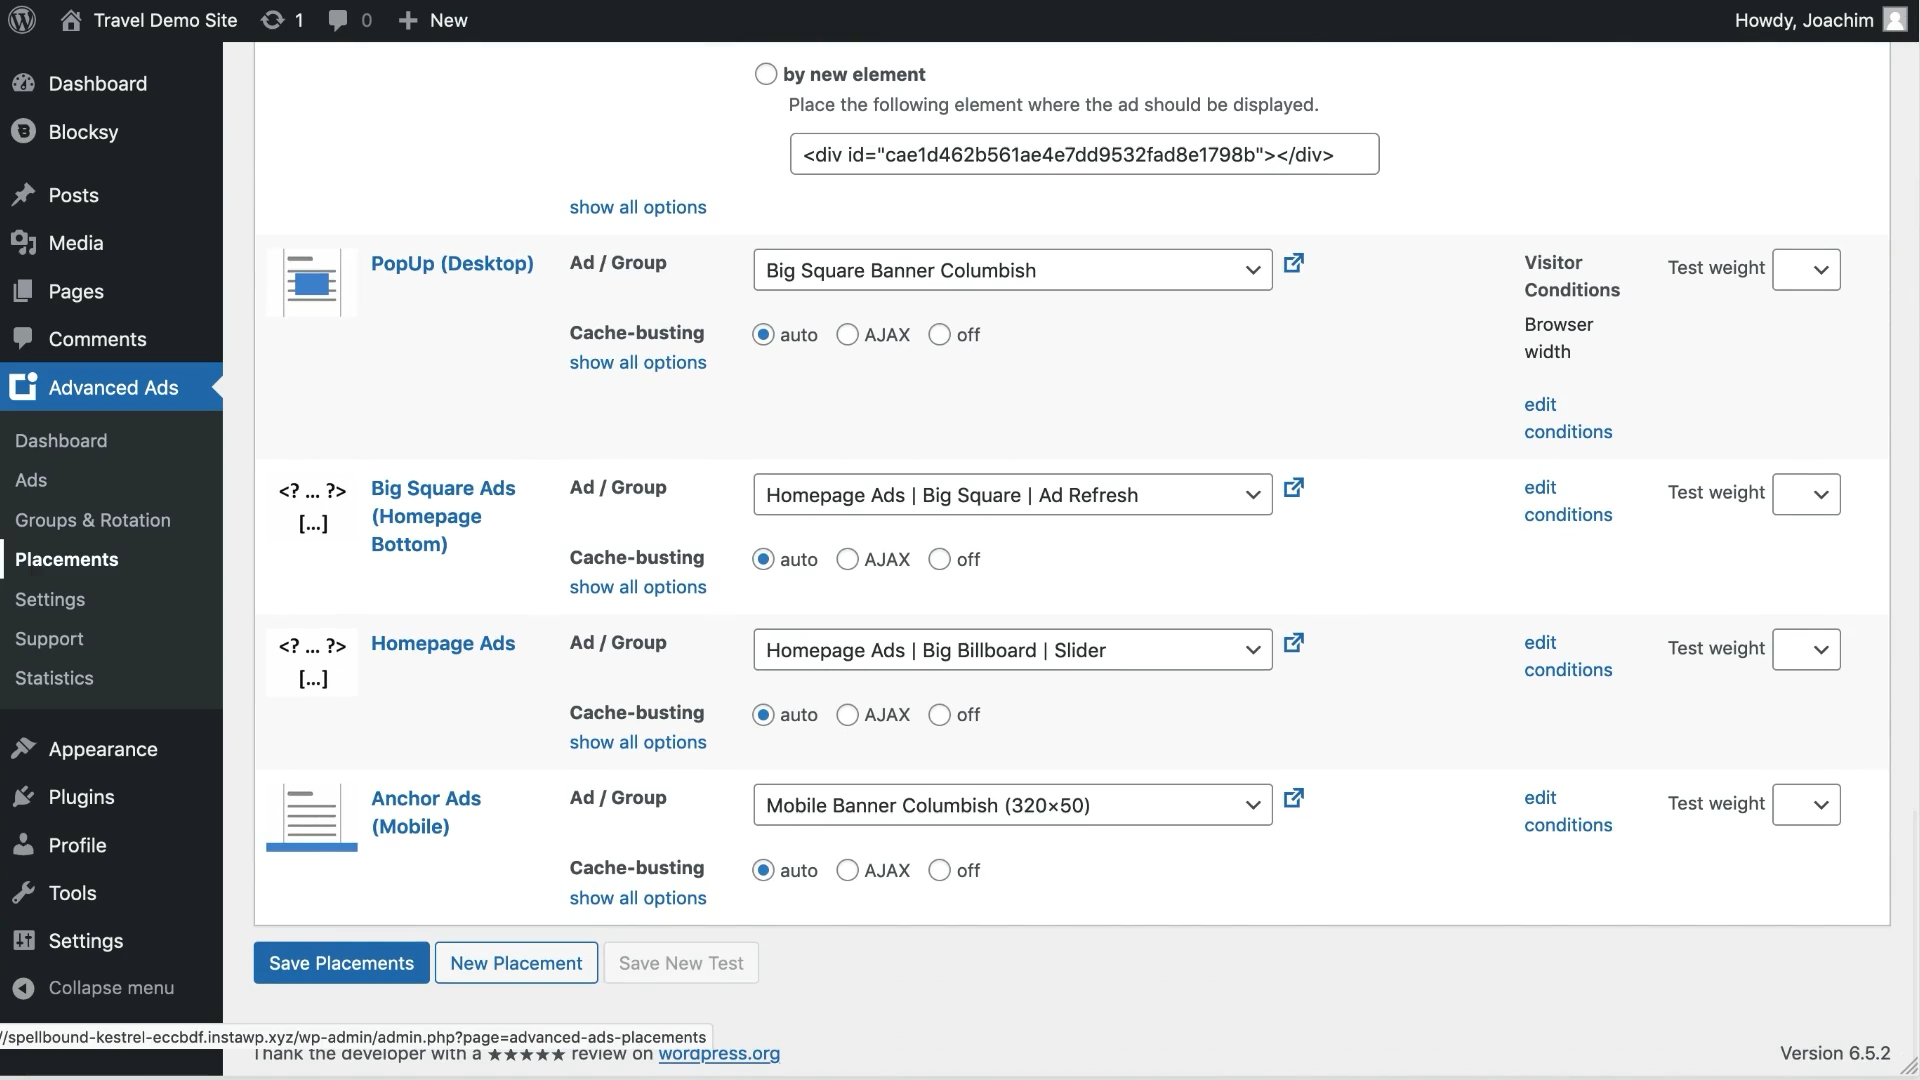 Travel Demo Site 1 0 New Howdy, Joachim
Dashboard
Blocksy
Posts
Media
Pages
Comments
Advanced Ads
Dashboard
Ads
Groups & Rotation
Placements
Settings
Support
Statistics
Appearance
Plugins
Profile
Tools
Settings
Collapse menu
by new element
Place the following element where the ad should be displayed.
<div id="cae1d462b561ae4e7dd9532fad8e1798b"></div>
show all options
PopUp (Desktop)
Ad / Group
Big Square Banner Columbish
Cache-busting
auto AJAX off
show all options
Visitor
Conditions
Browser
width
edit
conditions
Test weight
<? ... ?>
[...]
Big Square Ads
(Homepage
Bottom)
Ad / Group
Homepage Ads | Big Square | Ad Refresh
Cache-busting
auto AJAX off
show all options
edit
conditions
Test weight
<? ... ?>
[...]
Homepage Ads
Ad / Group
Homepage Ads | Big Billboard | Slider
Cache-busting
auto AJAX off
show all options
edit
conditions
Test weight
Anchor Ads
(Mobile)
Ad / Group
Mobile Banner Columbish (320×50)
Cache-busting
auto AJAX off
show all options
edit
conditions
Test weight
Save Placements New Placement Save New Test
//spellbound-kestrel-eccbdf.instawp.xyz/wp-admin/admin.php?page=advanced-ads-placements
Thank the developer with a ★★★★★ review on wordpress.org
Version 6.5.2